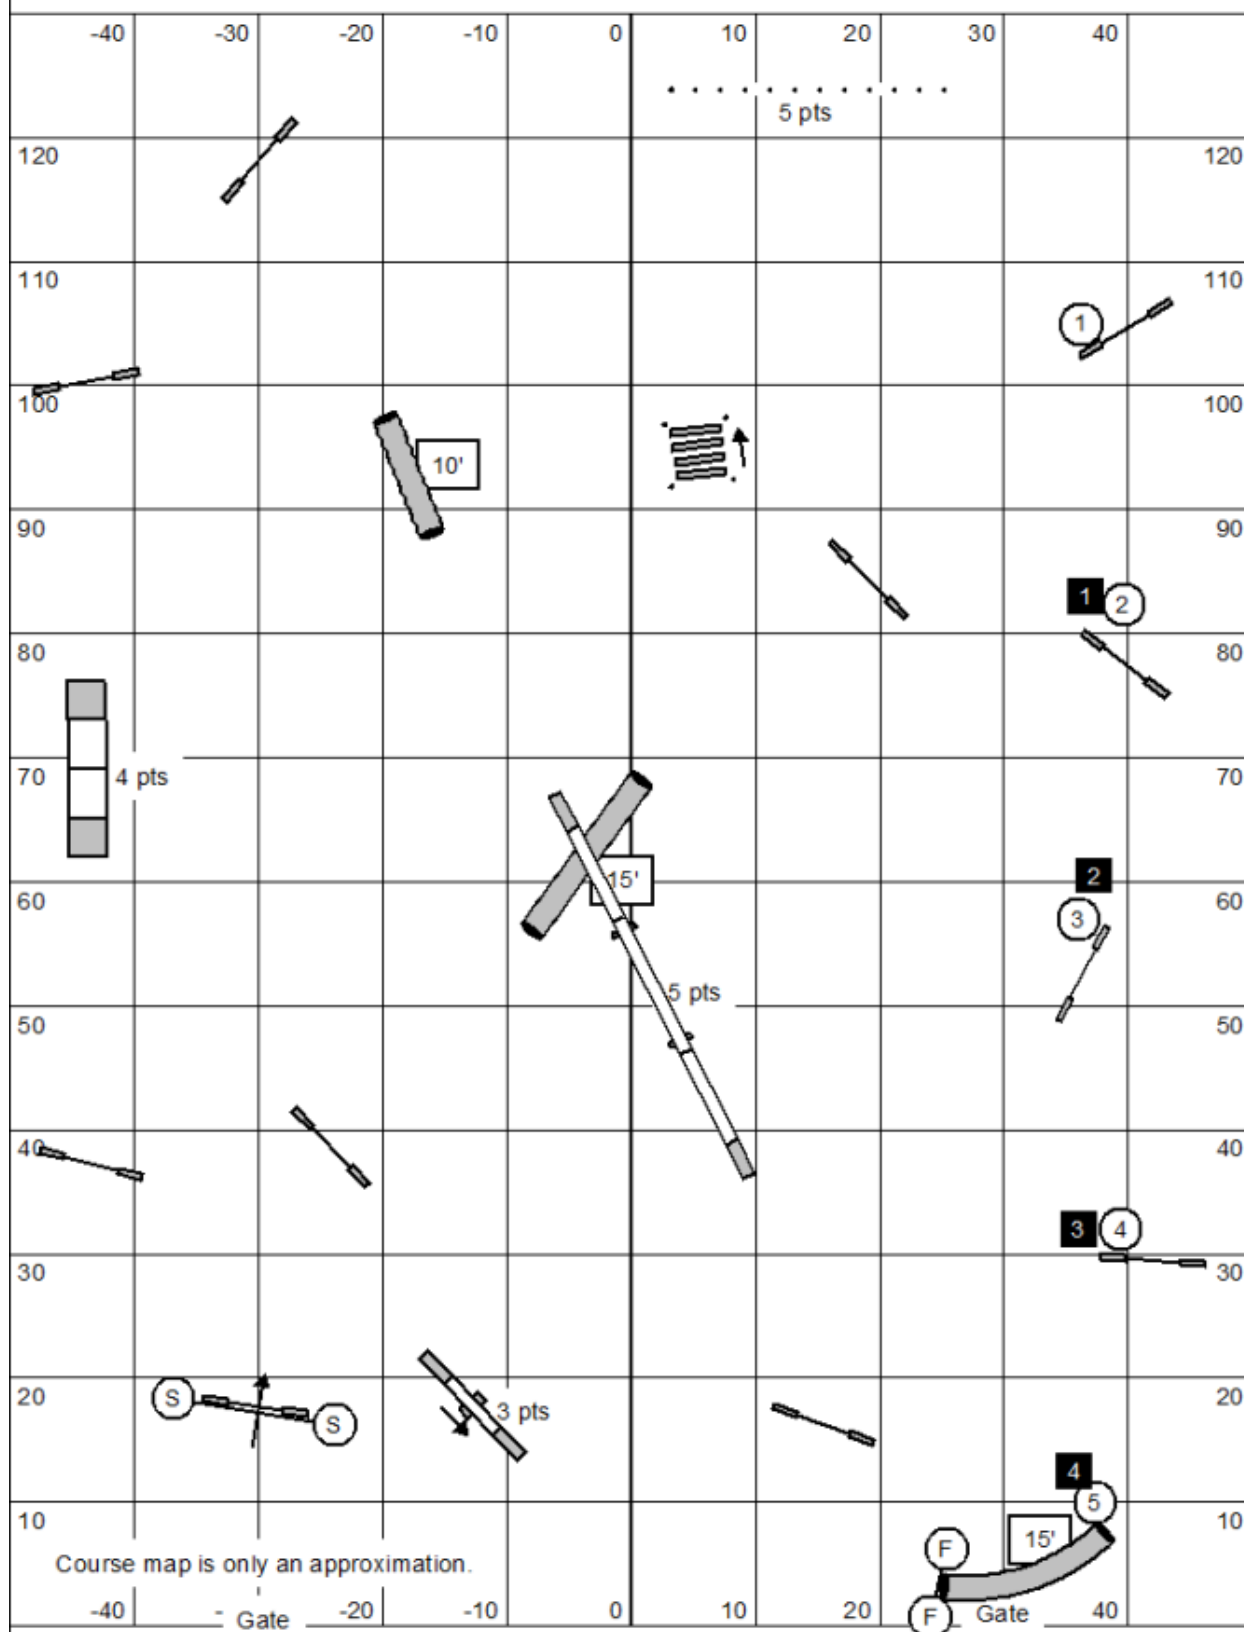 -40 -30 -20 -10 0 10 20 30 40
5 pts
120 120
110 110
1
100 100
10'
90 90
1 2
80 80
70 4 pts 70
2
60 15' 60
3
5 pts
50 50
40 40
3 4
30 30
20 S 20
S 3 pts
4
5
10 10
15'
F
Course map is only an approximation.
-40 - -20 -10 0 10 20 40
Gate F Gate